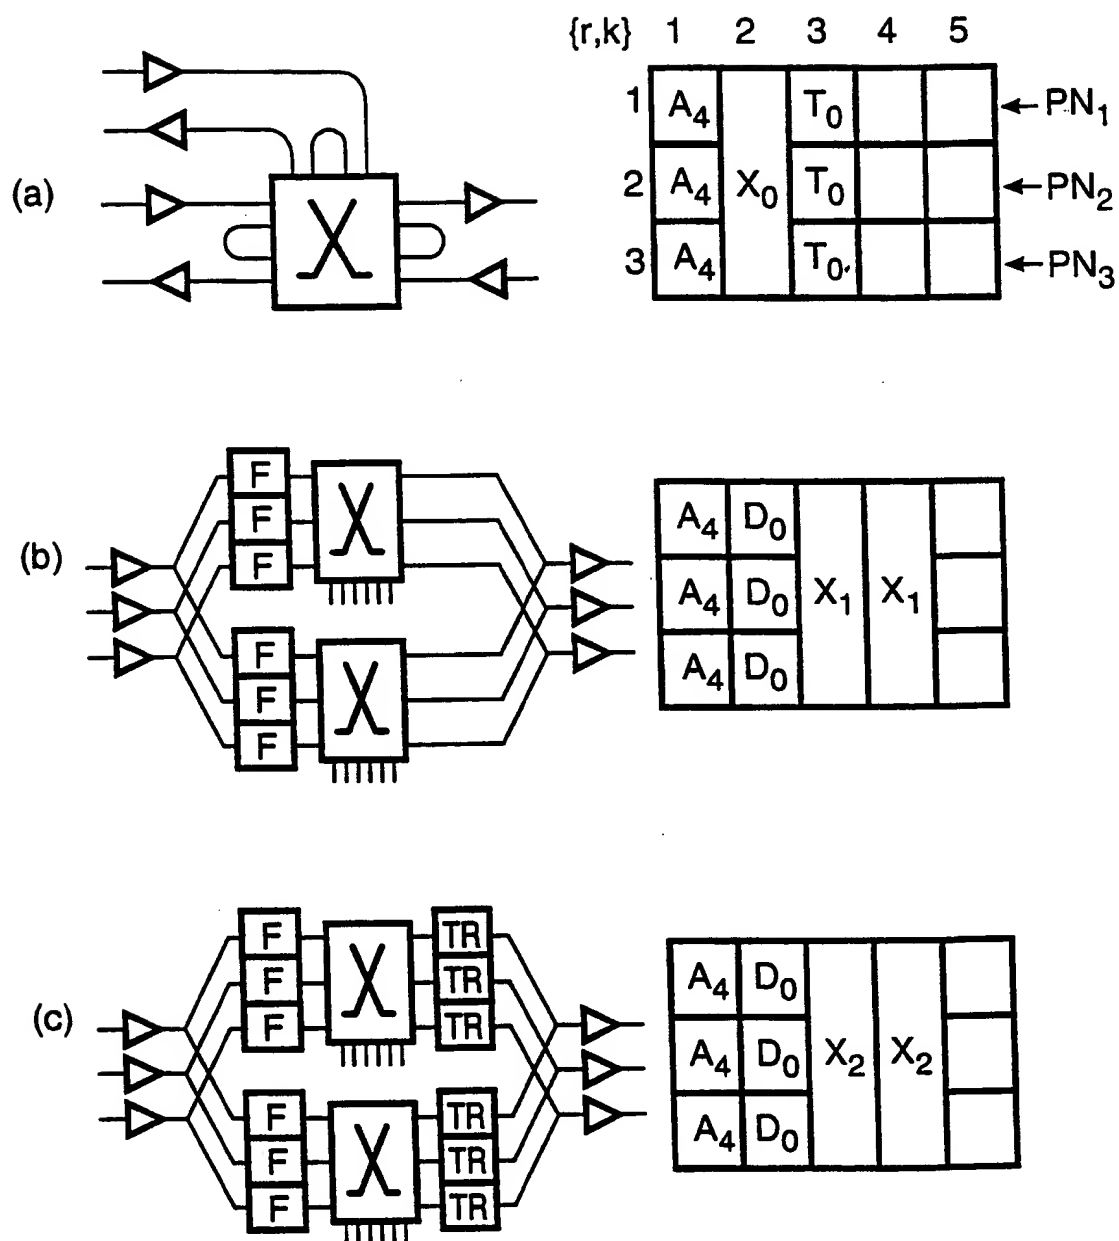 {r,k} 1 2 3 4 5
(a)
1 A4 X0 T0 PN1
2 A4 T0 PN2
3 A4 T0 PN3
(b)
F
F
F
F
F
F
A4 D0 X1 X1
A4 D0
A4 D0
(c)
F TR
F TR
F TR
F TR
F TR
F TR
A4 D0 X2 X2
A4 D0
A4 D0